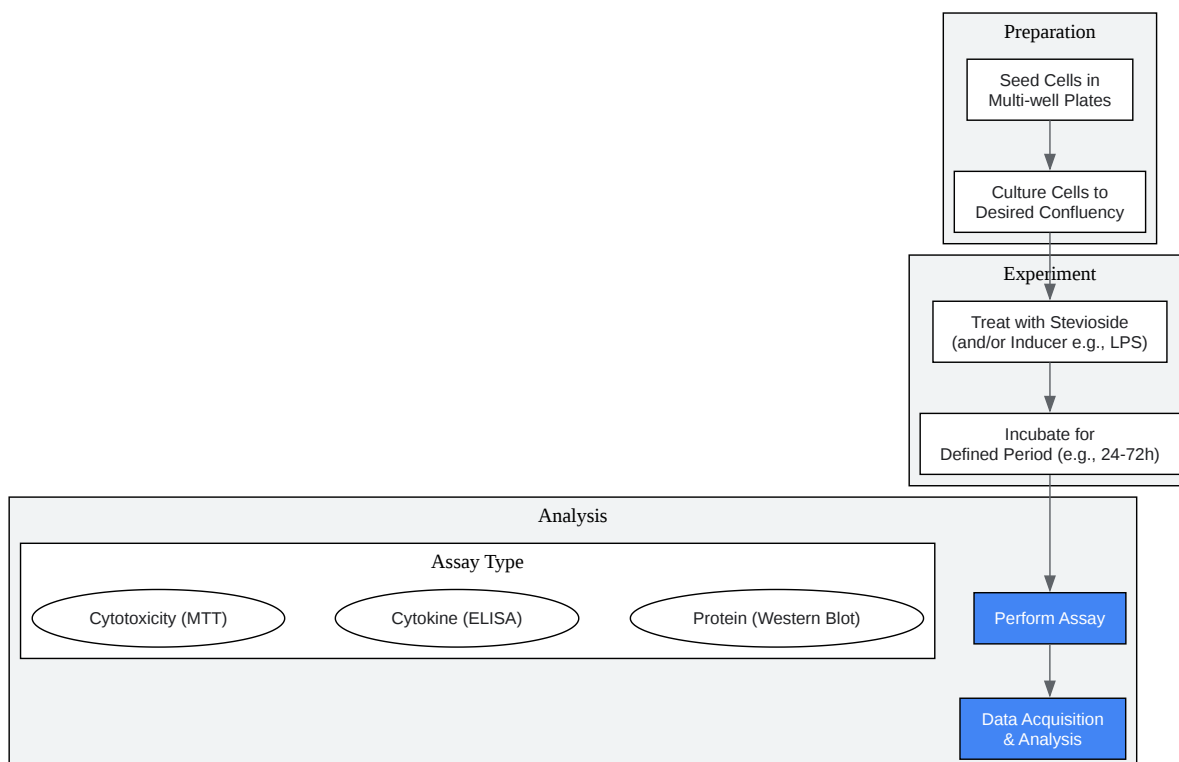 Preparation
Seed Cells in
Multi-well Plates
Culture Cells to
Desired Confluency
Experiment
Treat with Stevioside
(and/or Inducer e.g., LPS)
Incubate for
Defined Period (e.g., 24-72h)
Analysis
Assay Type
Cytotoxicity (MTT)
Cytokine (ELISA)
Protein (Western Blot)
Perform Assay
Data Acquisition
& Analysis